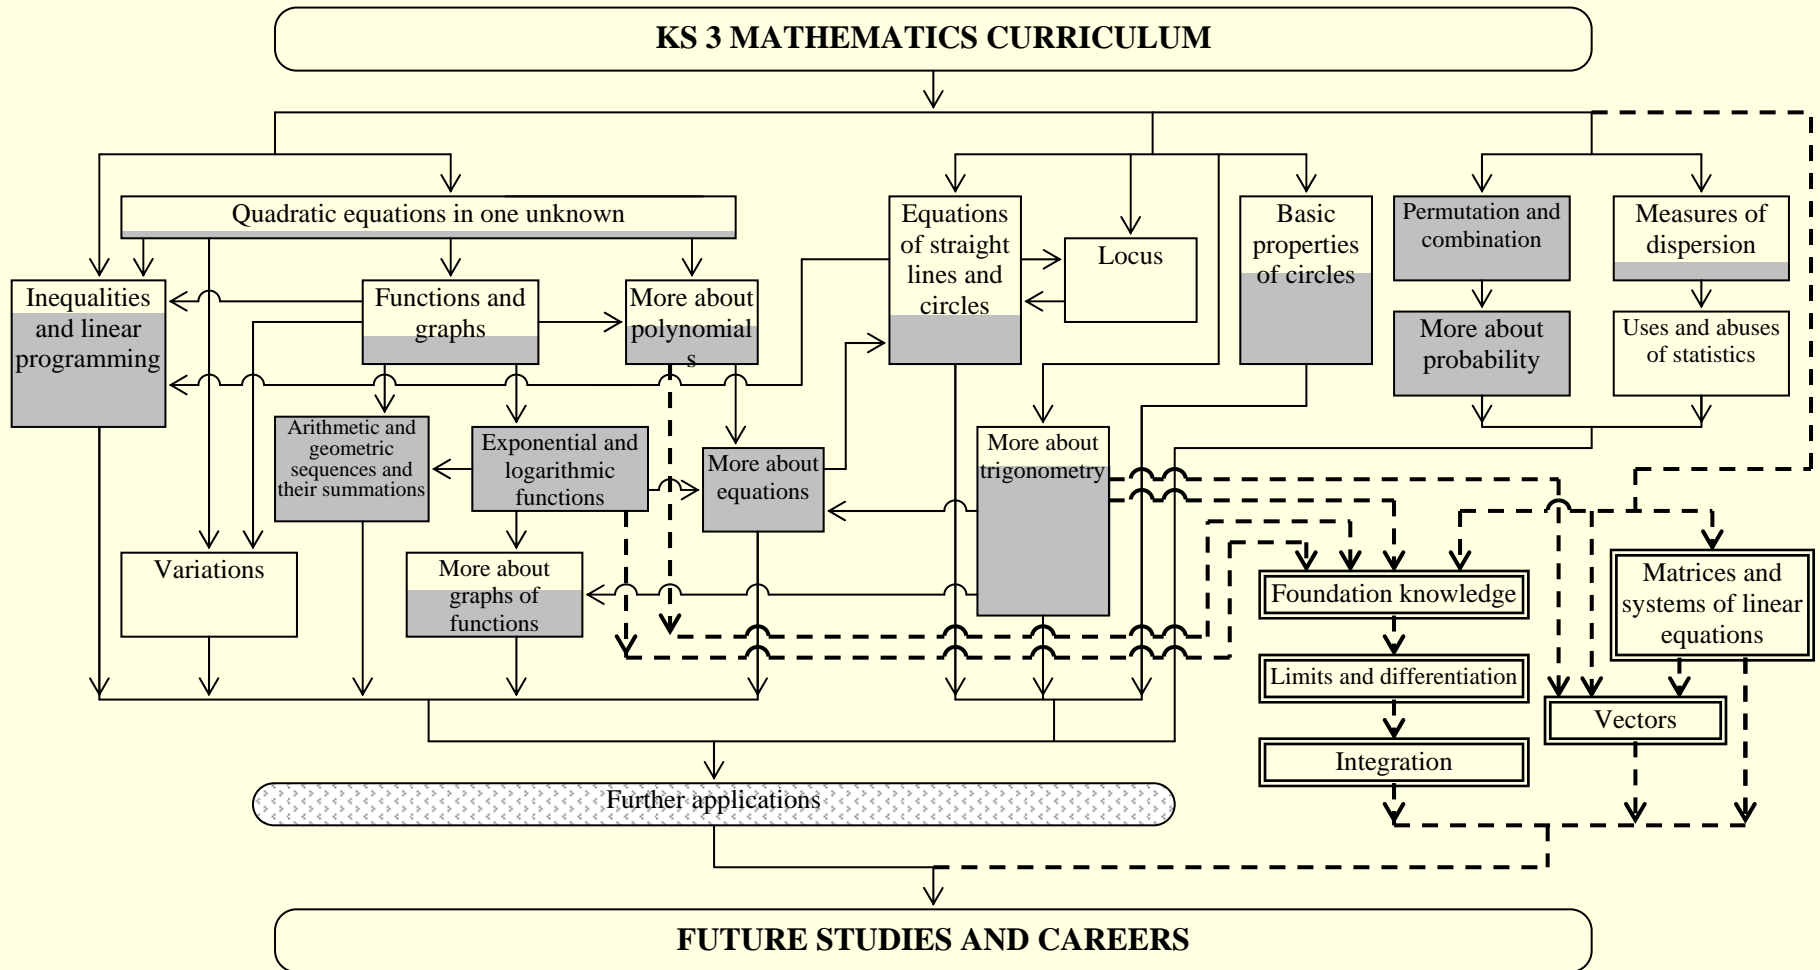 KS 3 MATHEMATICS CURRICULUM
Quadratic equations in one unknown
Equations
of straight
lines and
circles
Locus
Basic
properties
of circles
Permutation and
combination
Measures of
dispersion
Inequalities
and linear
programming
Functions and
graphs
More about
polynomial
s
More about
probability
Uses and abuses
of statistics
Arithmetic and
geometric
sequences and
their summations
Exponential and
logarithmic
functions
More about
equations
More about
trigonometry
Variations
More about
graphs of
functions
Foundation knowledge
Matrices and
systems of linear
equations
Limits and differentiation
Vectors
Integration
Further applications
FUTURE STUDIES AND CAREERS